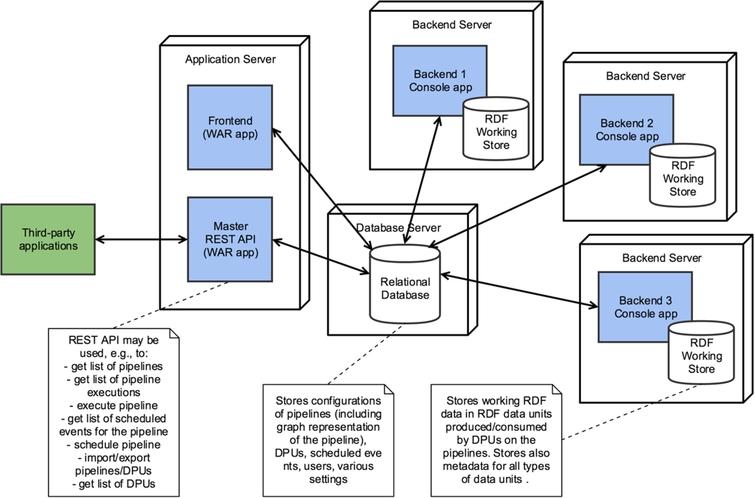 Backend Server
Backend 1
Console app
RDF
Working
Store
Application Server
Frontend
(WAR app)
Master
REST API
(WAR app)
Third-party
applications
Backend Server
Backend 2
Console app
RDF
Working
Store
Database Server
Relational
Database
Backend Server
Backend 3
Console app
RDF
Working
Store
REST API may be
used, e.g., to:
- get list of pipelines
- get list of pipeline
executions
- execute pipeline
- get list of scheduled
events for the pipeline
- schedule pipeline
- import/export
pipelines/DPUs
- get list of DPUs
Stores configurations
of pipelines (including
graph representation
of the pipeline),
DPUs, scheduled eve
nts, users, various
settings
Stores working RDF
data in RDF data units
produced/consumed
by DPUs on the
pipelines. Stores also
metadata for all types
of data units .